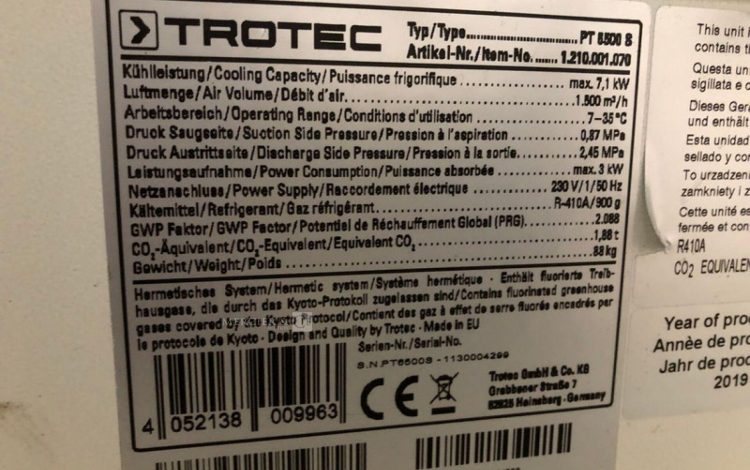 TROTEC
Typ/Type PT 6500 S
Artikel-Nr./Item-No. 1.210.001.070
Kühlleistung/Cooling Capacity/Puissance frigorifique max. 7,1 kW
Luftmenge/Air Volume/Débit d'air 1.500 m³/h
Arbeitsbereich/Operating Range/Conditions d'utilisation 7–35°C
Druck Saugseite/Suction Side Pressure/Pression à l'aspiration 0,87 MPa
Druck Austrittseite/Discharge Side Pressure/Pression à la sortie 2,45 MPa
Leistungsaufnahme/Power Consumption/Puissance absorbée max. 3 kW
Netzanschluss/Power Supply/Raccordement électrique 230 V/1/50 Hz
Kältemittel/Refrigerant/Gaz réfrigérant R-410A/900 g
GWP Faktor/GWP Factor/Potentiel de Réchauffement Global (PRG) 2.088
CO₂-Äquivalent/CO₂-Equivalent/Equivalent CO₂ 1,88 t
Gewicht/Weight/Poids 88 kg
Hermetisches System/Hermetic system/Système hermétique - Enthält fluorierte Treib-
hausgase, die durch das Kyoto-Protokoll zugelassen sind/Contains fluorinated greenhouse
gases covered Kyoto Protocol/Contient des gaz à effet de serre fluorés encadrés par
le protocole de Kyoto - Design and Quality by Trotec - Made in EU
Serien-Nr./Serial-No.
S.N.PT6500S - 1130004299
4 052138 009963
CE
Trotec GmbH & Co. KG
Grebbener Straße 7
52525 Heinsberg - Germany
This unit i
contains t
Questa un
sigillata e c
Dieses Gerä
und enthält
Esta unidad
sellado y con
To urządzeni
zamknięty i z
Cette unité es
fermée et con
R410A
CO2 EQUIVALEN
Year of prod
Année de pro
Jahr de produ
2019